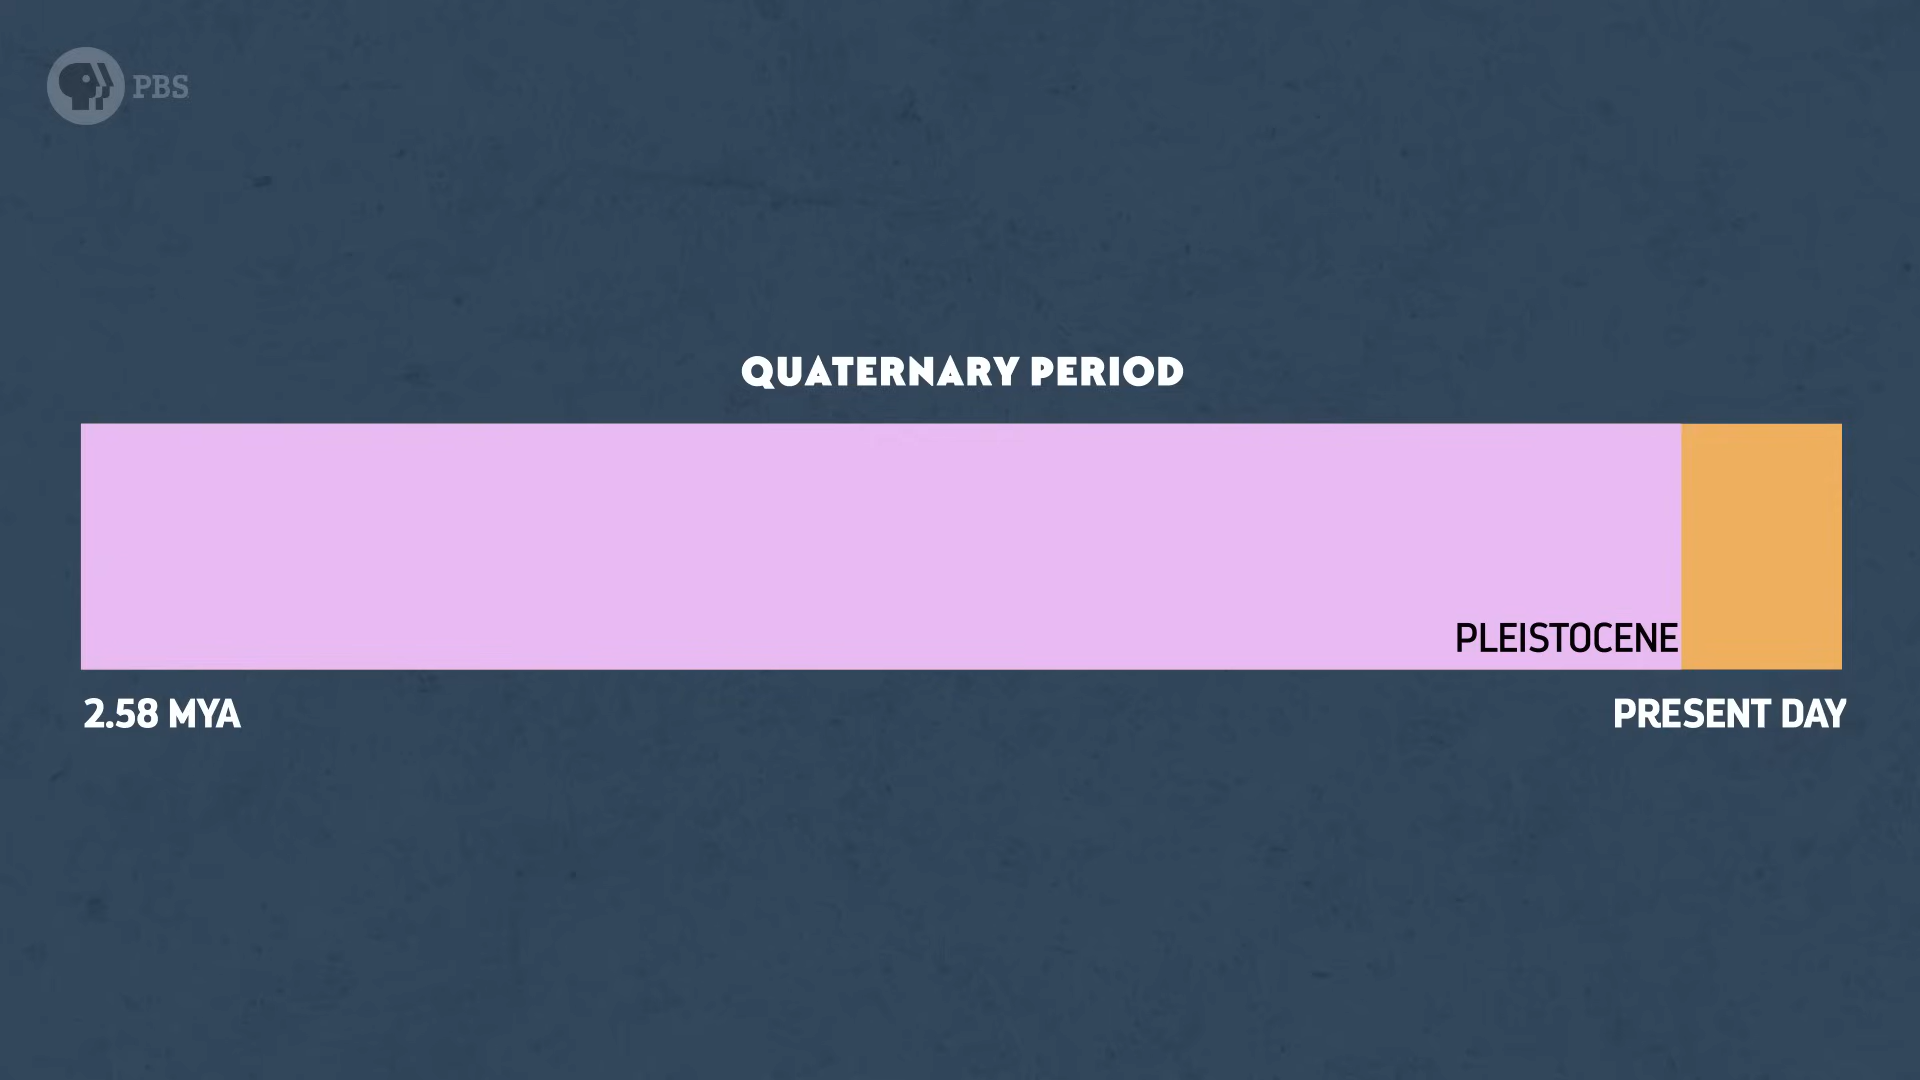 PBS
QUATERNARY PERIOD
PLEISTOCENE
2.58 MYA
PRESENT DAY